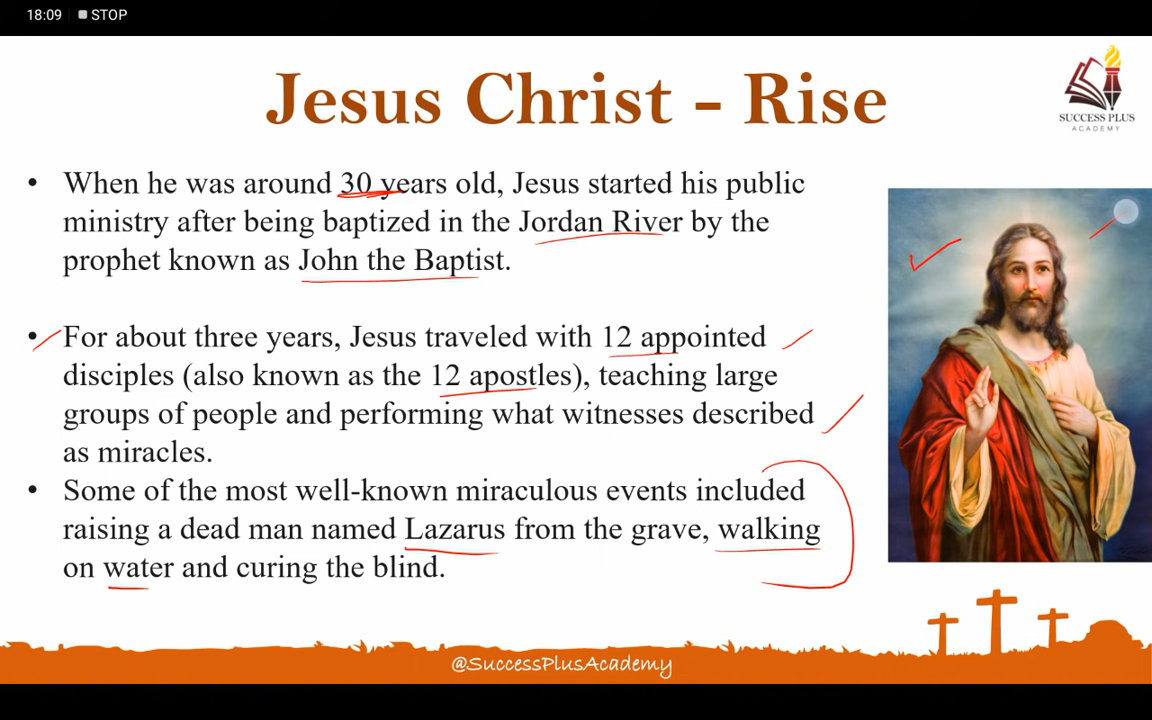 18:09 STOP
Jesus Christ - Rise
SUCCESS PLUS
ACADEMY
• When he was around 30 years old, Jesus started his public
ministry after being baptized in the Jordan River by the
prophet known as John the Baptist.
• For about three years, Jesus traveled with 12 appointed
disciples (also known as the 12 apostles), teaching large
groups of people and performing what witnesses described
as miracles.
• Some of the most well-known miraculous events included
raising a dead man named Lazarus from the grave, walking
on water and curing the blind.
@SuccessPlusAcademy